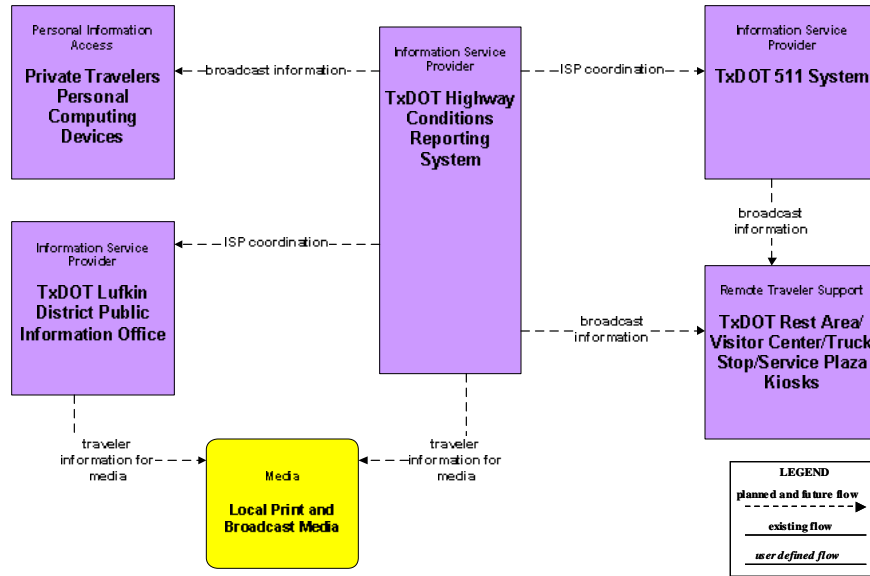 Personal Information
Access
Private Travelers
Personal
Computing
Devices
broadcast information
Information Service
Provider
TxDOT Highway
Conditions
Reporting
System
ISP coordination
Information Service
Provider
TxDOT 511 System
broadcast
information
Information Service
Provider
TxDOT Lufkin
District Public
Information Office
ISP coordination
broadcast
information
Remote Traveler Support
TxDOT Rest Area/
Visitor Center/Truck
Stop/Service Plaza
Kiosks
traveler
information for
media
Media
Local Print and
Broadcast Media
traveler
information for
media
LEGEND
planned and future flow
existing flow
user defined flow